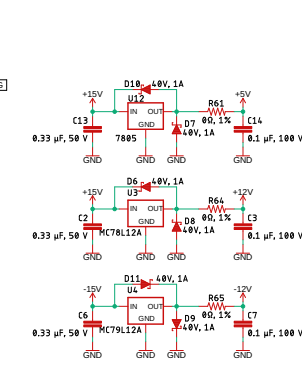 D10 40V, 1A
+15V
U12
+5V
IN OUT
R61
C13
GND
D7
0Ω, 1%
C14
40V, 1A
0.33 µF, 50 V
7805
0.1 µF, 100 V
GND GND GND GND
D6 40V, 1A
+15V
U3
+12V
IN OUT
R64
C2
GND
D8
0Ω, 1%
C3
40V, 1A
0.33 µF, 50 V
MC78L12A
0.1 µF, 100 V
GND GND GND GND
D11 40V, 1A
-15V
U4
-12V
IN OUT
R65
C6
GND
D9
0Ω, 1%
C7
40V, 1A
0.33 µF, 50 V
MC79L12A
0.1 µF, 100 V
GND GND GND GND